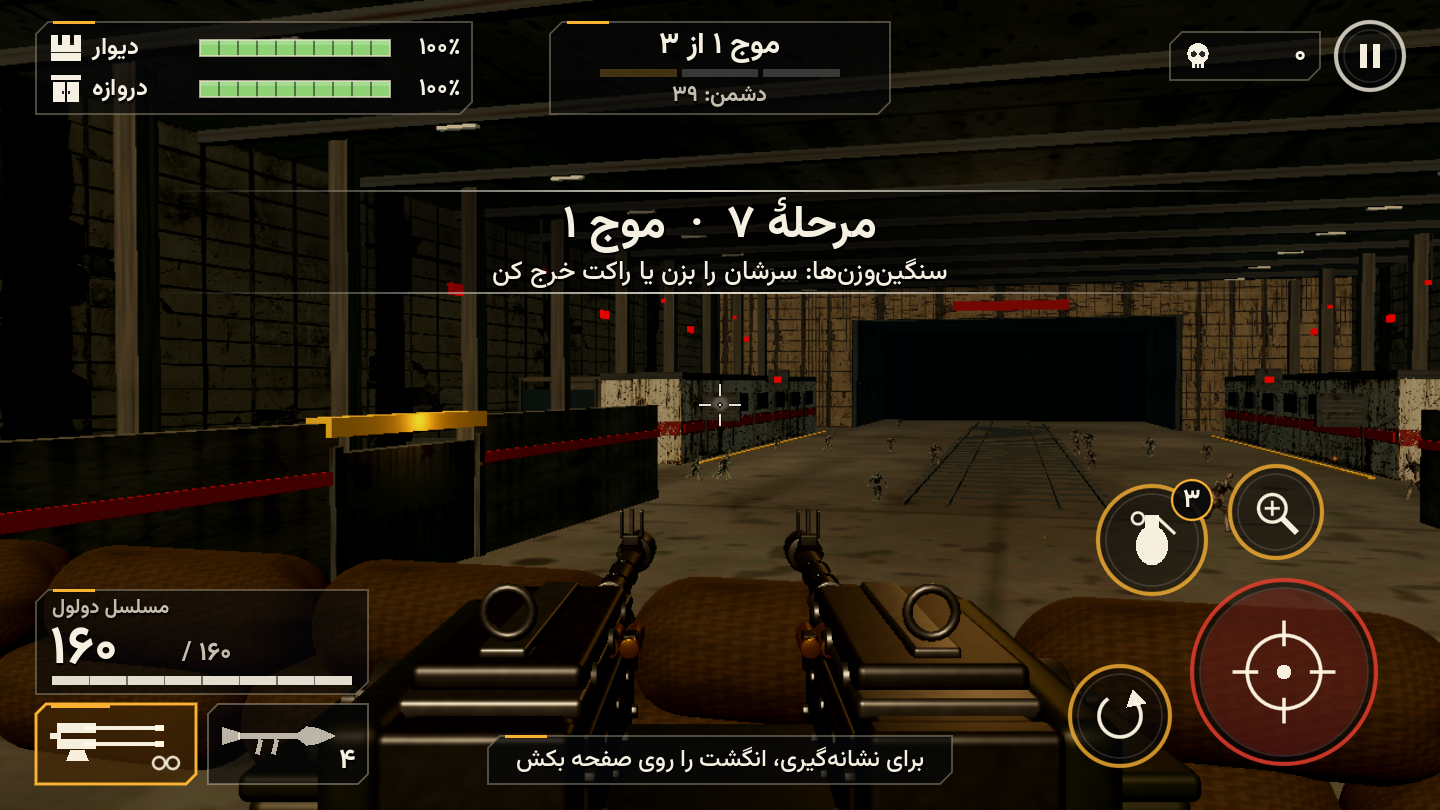 دیوار ۱۰۰٪
دروازه ۱۰۰٪
موج ۱ از ۳
دشمن: ۳۹
۰
مرحلهٔ ۷ · موج ۱
سنگین‌وزن‌ها: سرشان را بزن یا راکت خرج کن
۳
مسلسل دولول
۱۶۰ / ۱۶۰
∞
۴
برای نشانه‌گیری، انگشت را روی صفحه بکش